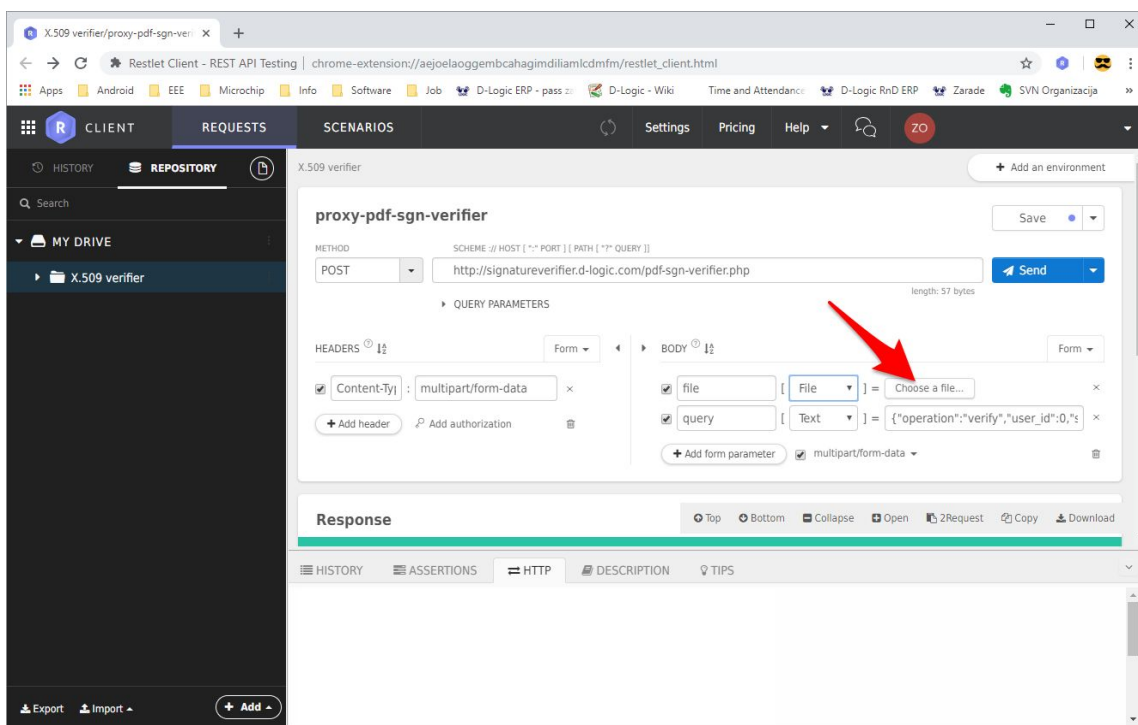 X.509 verifier/proxy-pdf-sgn-veri
Restlet Client - REST API Testing | chrome-extension://aejoelaoggembcahagimdiliamlcdmfm/restlet_client.html
Apps Android EEE Microchip Info Software Job D-Logic ERP - pass za D-Logic - Wiki Time and Attendance D-Logic RnD ERP Zarade SVN Organizacija »
R CLIENT REQUESTS SCENARIOS Settings Pricing Help ZO
HISTORY REPOSITORY X.509 verifier + Add an environment
Search
proxy-pdf-sgn-verifier Save
MY DRIVE
METHOD SCHEME :// HOST [ ":" PORT ] [ PATH [ "?" QUERY ]]
X.509 verifier
POST http://signatureverifier.d-logic.com/pdf-sgn-verifier.php Send
length: 57 bytes
QUERY PARAMETERS
HEADERS ? Form BODY ? Form
Content-Ty : multipart/form-data × file [ File ] = Choose a file... ×
+ Add header Add authorization query [ Text ] = {"operation":"verify","user_id":0,"s ×
+ Add form parameter multipart/form-data
Response Top Bottom Collapse Open 2Request Copy Download
HISTORY ASSERTIONS HTTP DESCRIPTION TIPS
Export Import + Add